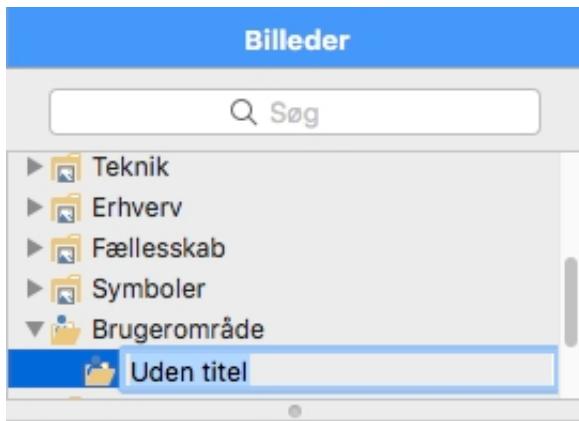 Billeder
Søg
Teknik
Erhverv
Fællesskab
Symboler
Brugerområde
Uden titel